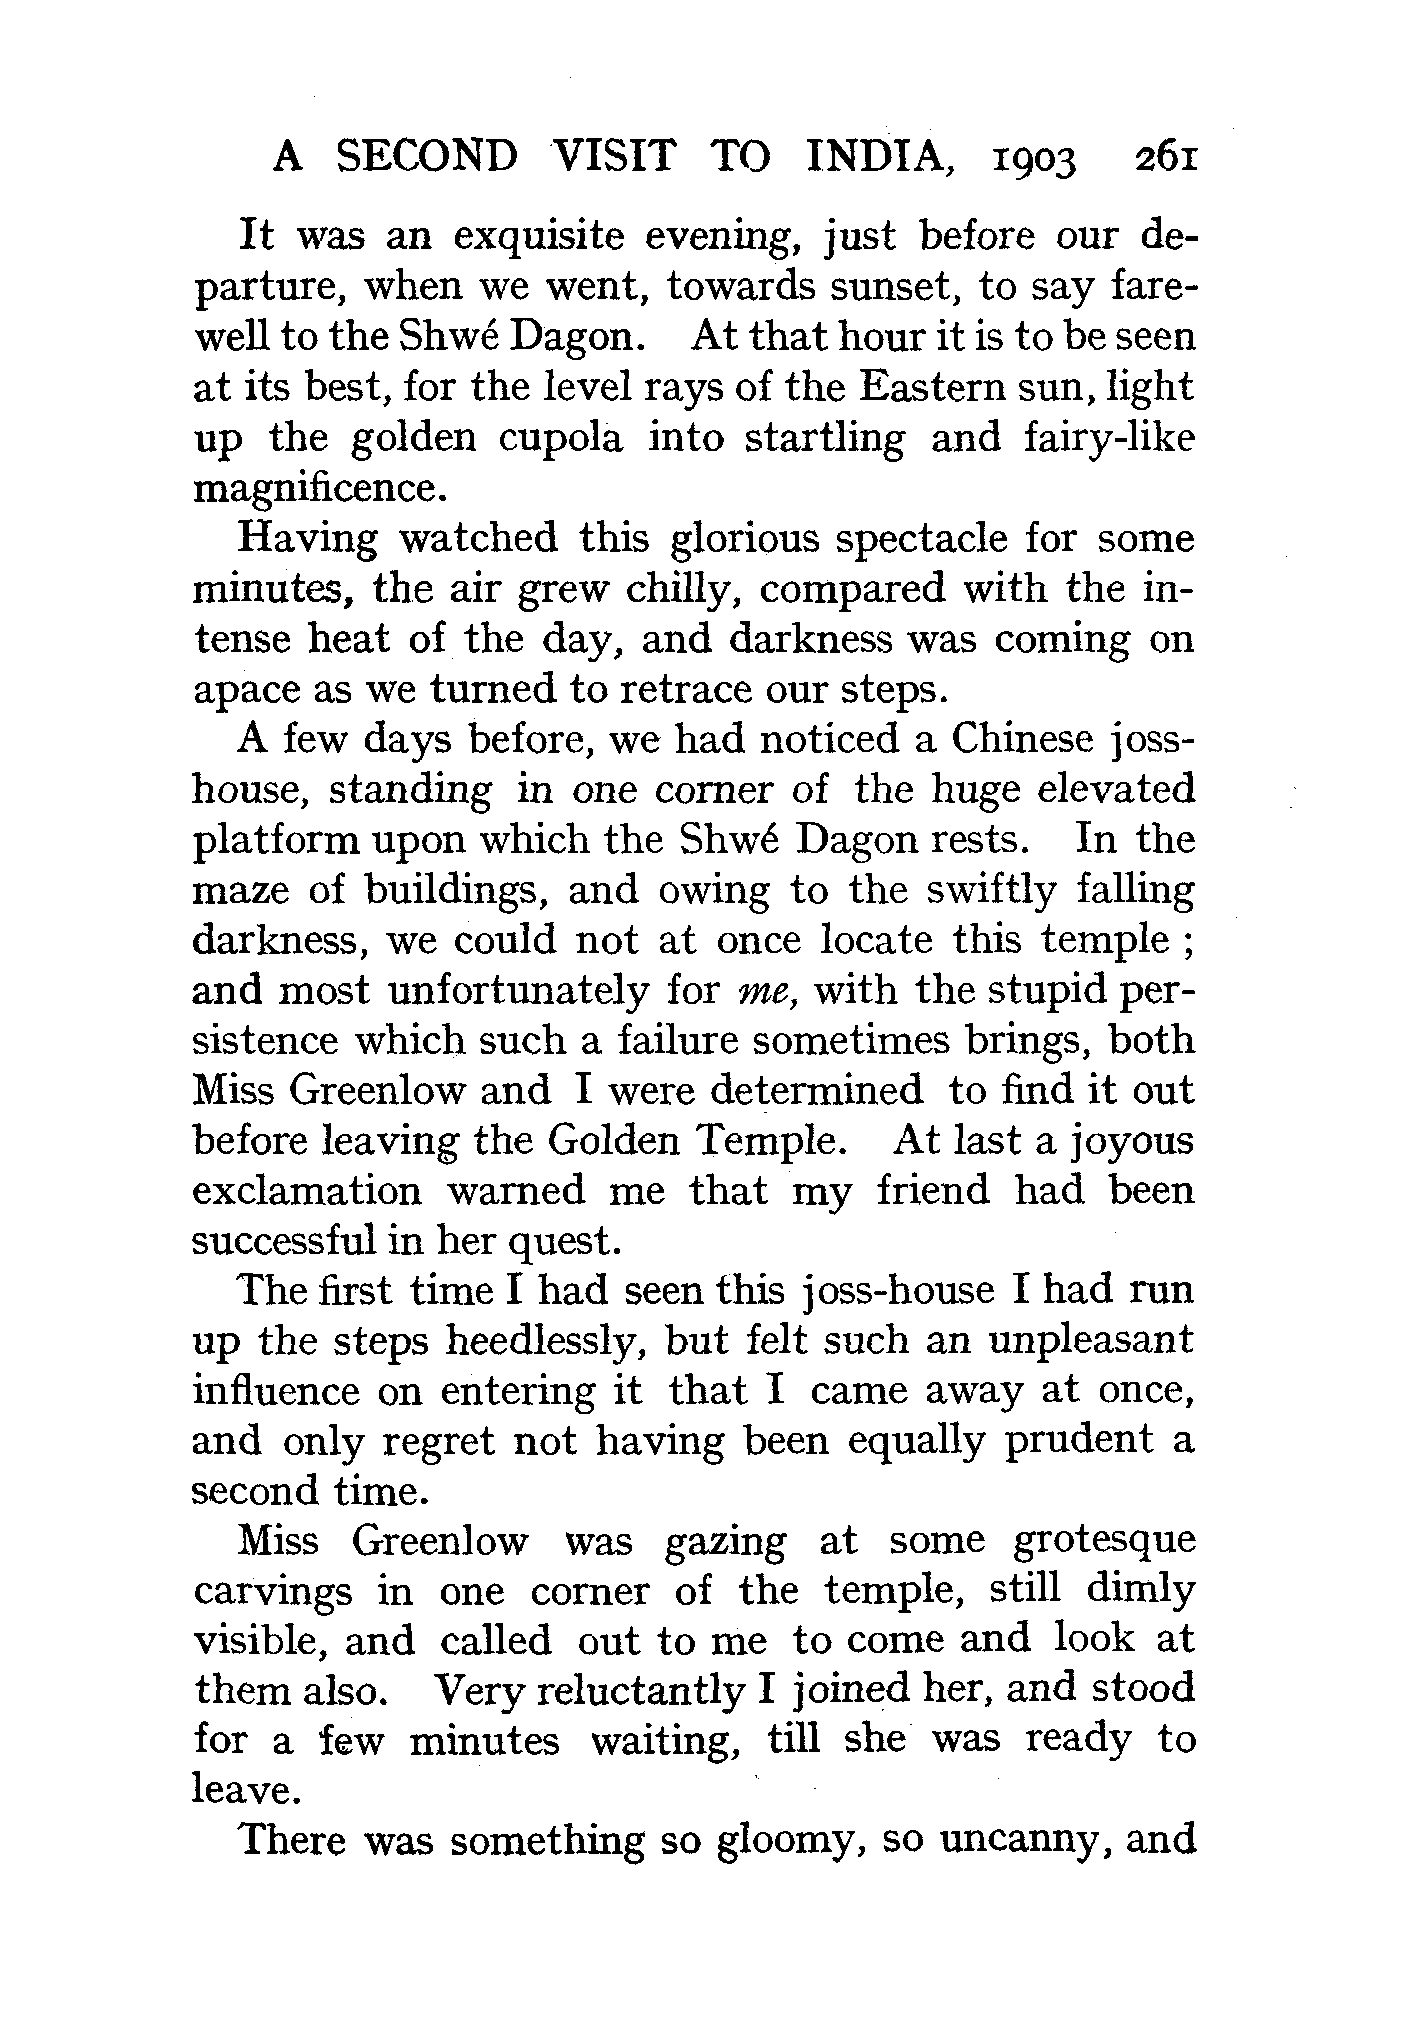 A SECOND VISIT TO INDIA, 1903 261
It was an exquisite evening, just before our de-
parture, when we went, towards sunset, to say fare-
well to the Shwé Dagon. At that hour it is to be seen
at its best, for the level rays of the Eastern sun, light
up the golden cupola into startling and fairy-like
magnificence.
Having watched this glorious spectacle for some
minutes, the air grew chilly, compared with the in-
tense heat of the day, and darkness was coming on
apace as we turned to retrace our steps.
A few days before, we had noticed a Chinese joss-
house, standing in one corner of the huge elevated
platform upon which the Shwé Dagon rests. In the
maze of buildings, and owing to the swiftly falling
darkness, we could not at once locate this temple ;
and most unfortunately for me, with the stupid per-
sistence which such a failure sometimes brings, both
Miss Greenlow and I were determined to find it out
before leaving the Golden Temple. At last a joyous
exclamation warned me that my friend had been
successful in her quest.
The first time I had seen this joss-house I had run
up the steps heedlessly, but felt such an unpleasant
influence on entering it that I came away at once,
and only regret not having been equally prudent a
second time.
Miss Greenlow was gazing at some grotesque
carvings in one corner of the temple, still dimly
visible, and called out to me to come and look at
them also. Very reluctantly I joined her, and stood
for a few minutes waiting, till she was ready to
leave.
There was something so gloomy, so uncanny, and